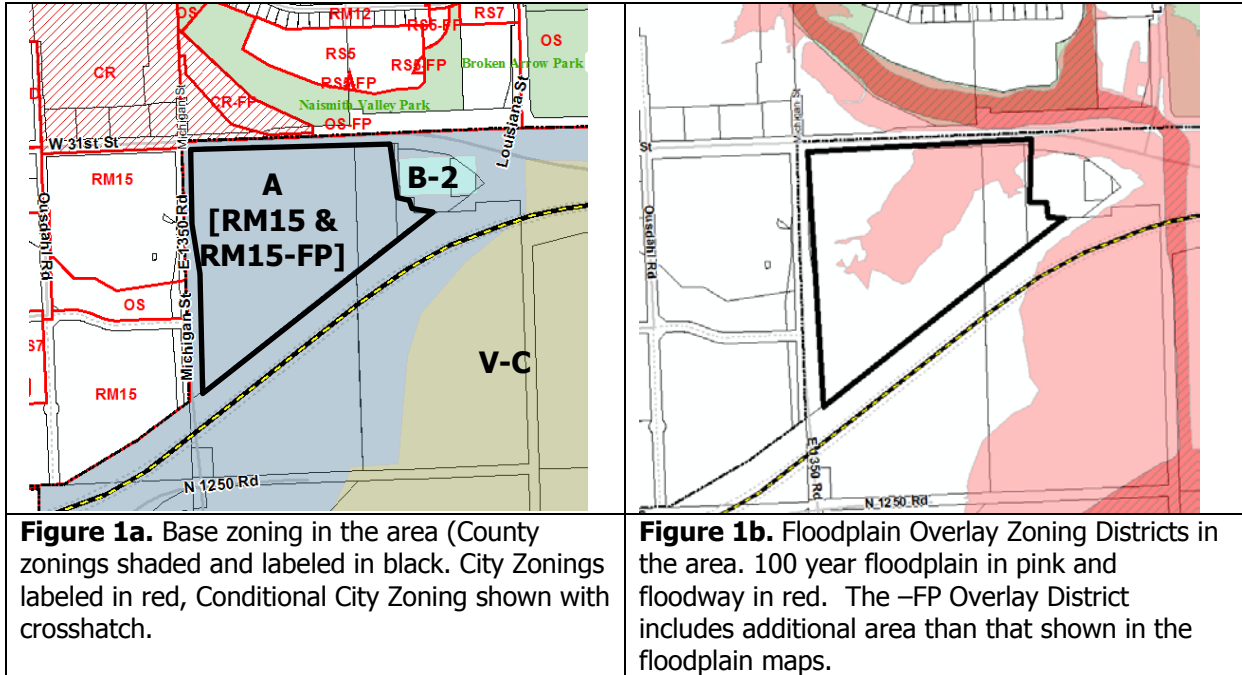 OS
RM12
RS5-FP
RS7
RS5
OS
CR
RS5-FP
Broken Arrow Park
RS5-FP
CR-FP
Naismith Valley Park
Michigan St
OS-FP
Louisiana St
W 31st St
RM15
A
[RM15 &
RM15-FP]
B-2
Ousdahl Rd
E 1350 Rd
OS
Michigan St
S7
RM15
V-C
N 1250 Rd
St
Ousdahl Rd
E 1350 Rd
N 1250 Rd
Figure 1a. Base zoning in the area (County
zonings shaded and labeled in black. City Zonings
labeled in red, Conditional City Zoning shown with
crosshatch.
Figure 1b. Floodplain Overlay Zoning Districts in
the area. 100 year floodplain in pink and
floodway in red. The –FP Overlay District
includes additional area than that shown in the
floodplain maps.